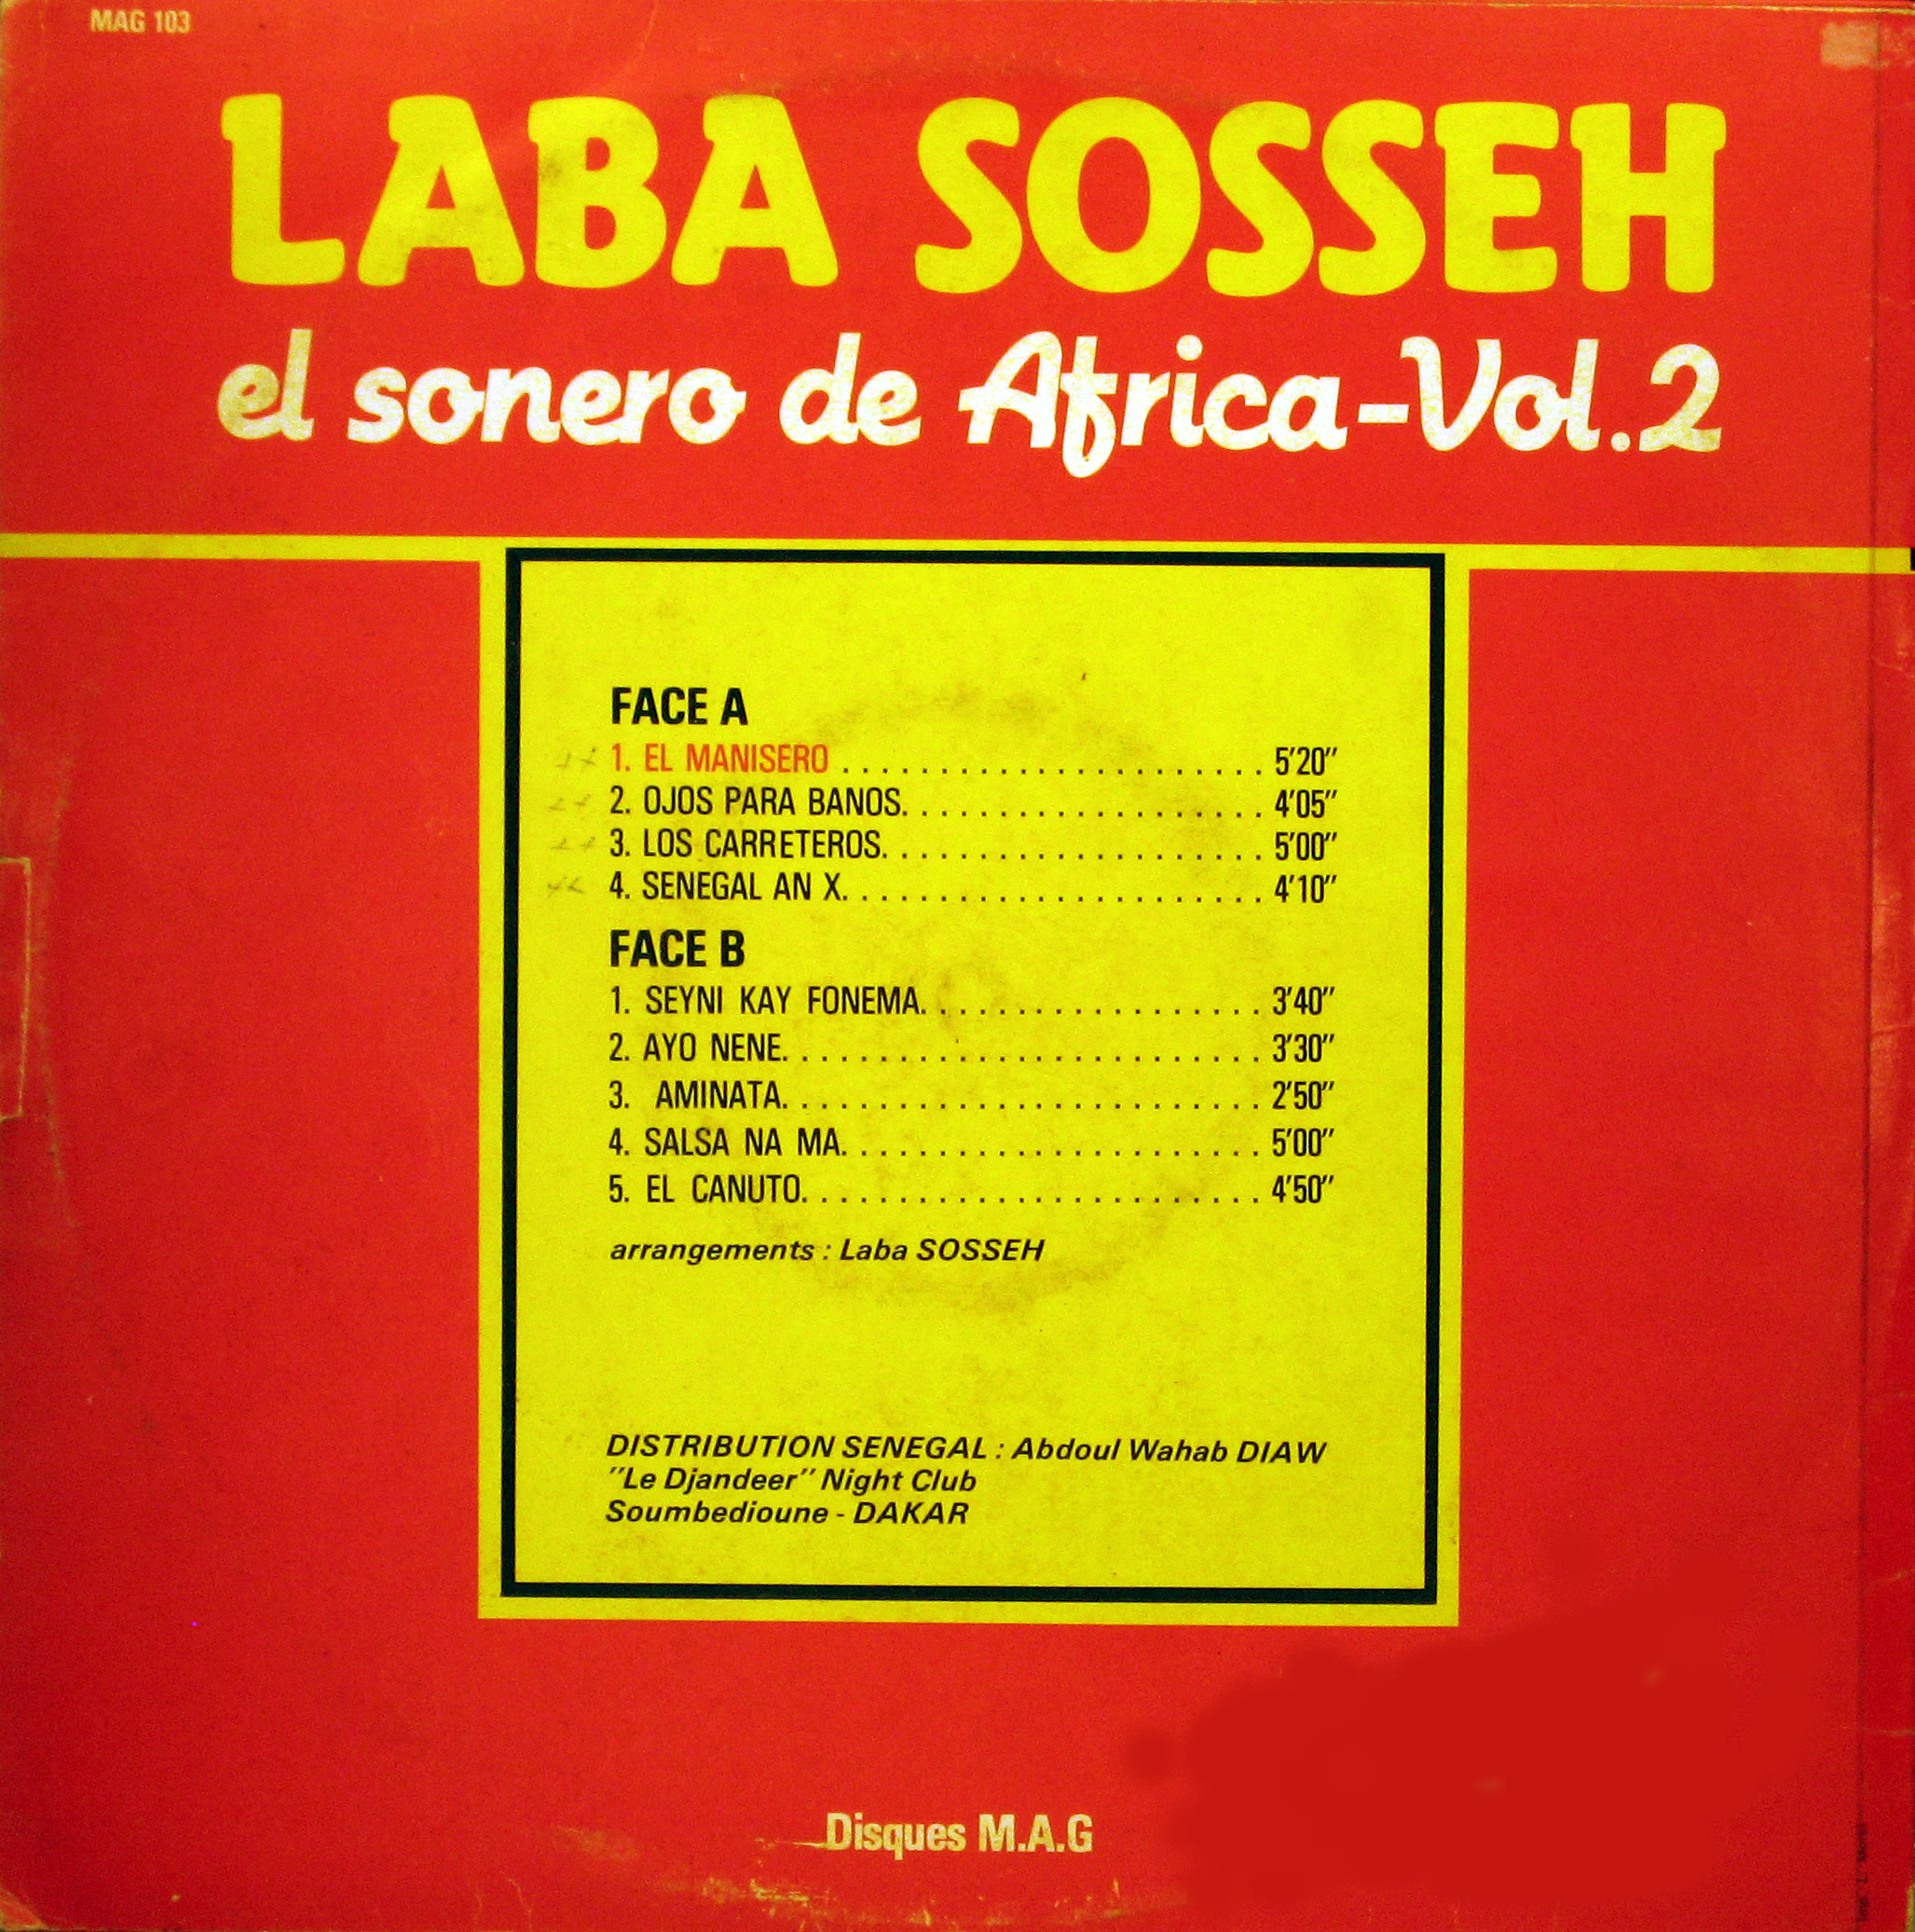 MAG 103
LABA SOSSEH
el sonero de Africa-Vol.2
FACE A
1. EL MANISERO ...................... 5'20"
2. OJOS PARA BANOS. ................. 4'05"
3. LOS CARRETEROS. .................. 5'00"
4. SENEGAL AN X. .................... 4'10"
FACE B
1. SEYNI KAY FONEMA. ................ 3'40"
2. AYO NENE. ....................... 3'30"
3. AMINATA. ....................... 2'50"
4. SALSA NA MA. .................... 5'00"
5. EL CANUTO. ...................... 4'50"
arrangements : Laba SOSSEH
DISTRIBUTION SENEGAL : Abdoul Wahab DIAW
"Le Djandeer" Night Club
Soumbedioune - DAKAR
Disques M.A.G